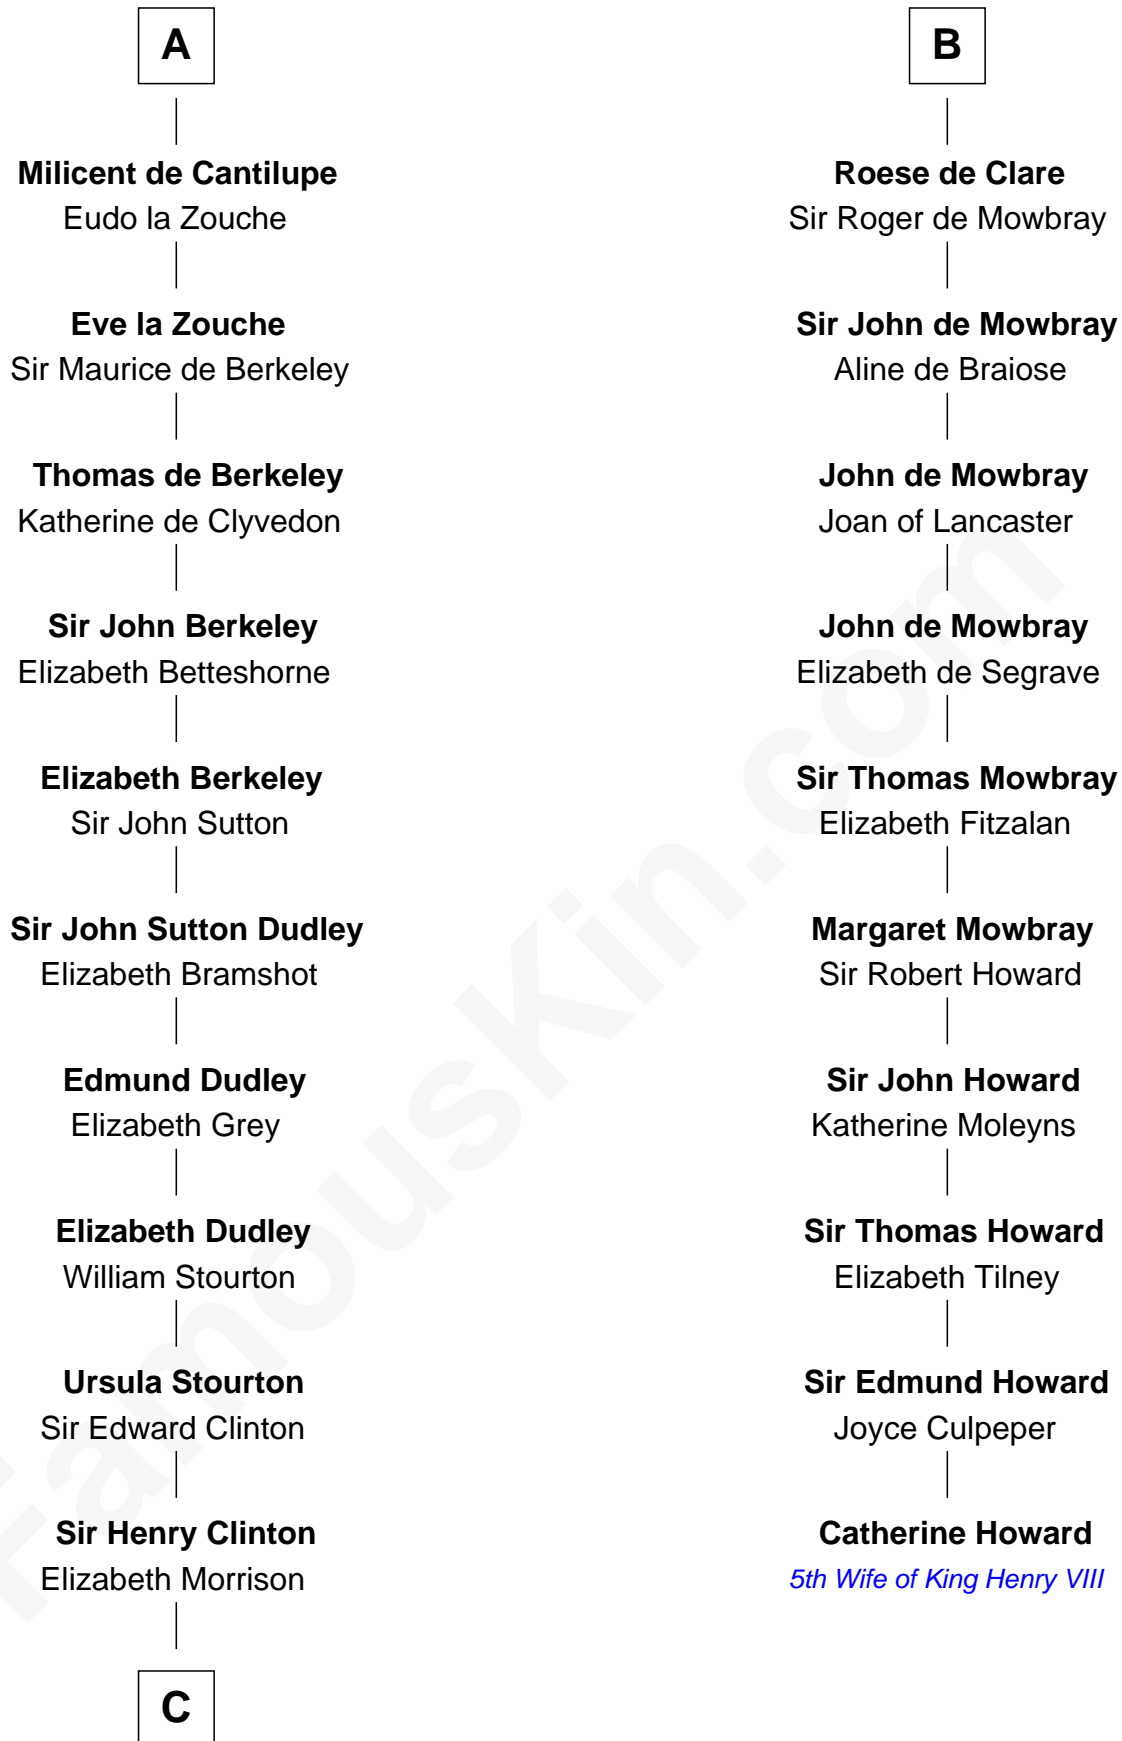 A
Milicent de Cantilupe
Eudo la Zouche
Eve la Zouche
Sir Maurice de Berkeley
Thomas de Berkeley
Katherine de Clyvedon
Sir John Berkeley
Elizabeth Betteshorne
Elizabeth Berkeley
Sir John Sutton
Sir John Sutton Dudley
Elizabeth Bramshot
Edmund Dudley
Elizabeth Grey
Elizabeth Dudley
William Stourton
Ursula Stourton
Sir Edward Clinton
Sir Henry Clinton
Elizabeth Morrison
C
B
Roese de Clare
Sir Roger de Mowbray
Sir John de Mowbray
Aline de Braiose
John de Mowbray
Joan of Lancaster
John de Mowbray
Elizabeth de Segrave
Sir Thomas Mowbray
Elizabeth Fitzalan
Margaret Mowbray
Sir Robert Howard
Sir John Howard
Katherine Moleyns
Sir Thomas Howard
Elizabeth Tilney
Sir Edmund Howard
Joyce Culpeper
Catherine Howard
5th Wife of King Henry VIII
FamousKin.com